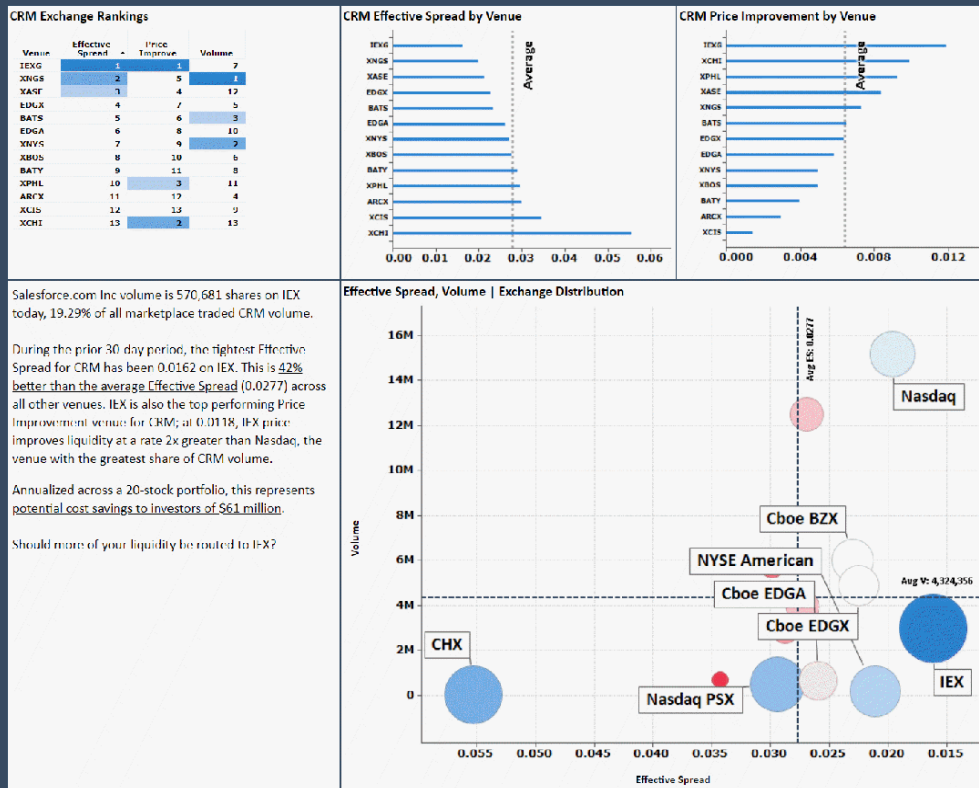 CRM Exchange Rankings
Venue Effective Spread Price Improve Volume
IEXG 1 1 7
XNGS 2 5 1
XASE 3 4 12
EDGX 4 7 5
BATS 5 6 3
EDGA 6 8 10
XNYS 7 9 2
XBOS 8 10 6
BATY 9 11 8
XPHL 10 3 11
ARCX 11 12 4
XCIS 12 13 9
XCHI 13 2 13
CRM Effective Spread by Venue
IEXG
XNGS
XASE
EDGX
BATS
EDGA
XNYS
XBOS
BATY
XPHL
ARCX
XCIS
XCHI
Average
0.00 0.01 0.02 0.03 0.04 0.05 0.06
CRM Price Improvement by Venue
IEXG
XCHI
XPHL
XASE
XNGS
BATS
EDGX
EDGA
XNYS
XBOS
BATY
ARCX
XCIS
Average
0.000 0.004 0.008 0.012
Salesforce.com Inc volume is 570,681 shares on IEX
today, 19.29% of all marketplace traded CRM volume.
During the prior 30-day period, the tightest Effective
Spread for CRM has been 0.0162 on IEX. This is 42%
better than the average Effective Spread (0.0277) across
all other venues. IEX is also the top performing Price
Improvement venue for CRM; at 0.0118, IEX price
improves liquidity at a rate 2x greater than Nasdaq, the
venue with the greatest share of CRM volume.
Annualized across a 20-stock portfolio, this represents
potential cost savings to investors of $61 million.
Should more of your liquidity be routed to IEX?
Effective Spread, Volume | Exchange Distribution
16M
14M
12M
10M
8M
6M
4M
2M
0
Volume
Avg ES: 0.0277
Nasdaq
Cboe BZX
NYSE American
Avg V: 4,324,356
Cboe EDGA
Cboe EDGX
CHX
IEX
Nasdaq PSX
0.055 0.050 0.045 0.040 0.035 0.030 0.025 0.020 0.015
Effective Spread